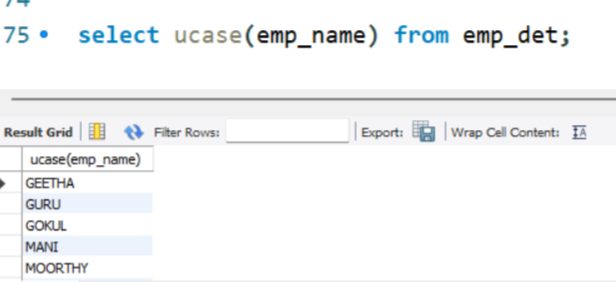 74
75 select ucase(emp_name) from emp_det;
Result Grid Filter Rows: Export: Wrap Cell Content: IA
ucase(emp_name)
GEETHA
GURU
GOKUL
MANI
MOORTHY